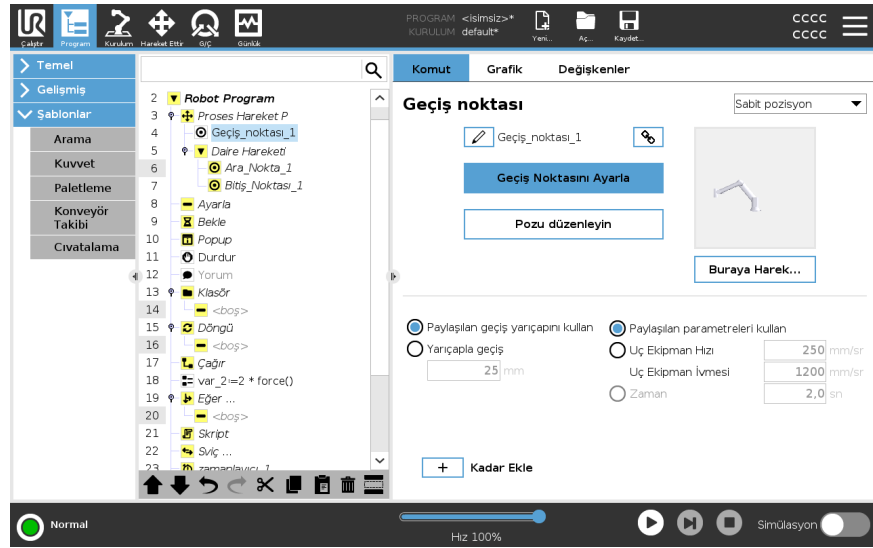 UR
PROGRAM <isimsiz>*
KURULUM default*
Yeni... Aç... Kaydet...
cccc
cccc
Çalıştır Program Kurulum Hareket Ettir G/Ç Günlük
Temel
Gelişmiş
Şablonlar
Arama
Kuvvet
Paletleme
Konveyör
Takibi
Cıvatalama
2 Robot Program
3 Proses Hareket P
4 Geçiş_noktası_1
5 Daire Hareketi
6 Ara_Nokta_1
7 Bitiş_Noktası_1
8 Ayarla
9 Bekle
10 Popup
11 Durdur
12 Yorum
13 Klasör
14 <boş>
15 Döngü
16 <boş>
17 Çağır
18 var_2≔2 * force()
19 Eğer ...
20 <boş>
21 Skript
22 Sviç ...
23 zamanlayıcı_1
Komut Grafik Değişkenler
Geçiş noktası
Sabit pozisyon
Geçiş_noktası_1
Geçiş Noktasını Ayarla
Pozu düzenleyin
Buraya Harek...
Paylaşılan geçiş yarıçapını kullan
Yarıçapla geçiş
25 mm
Paylaşılan parametreleri kullan
Uç Ekipman Hızı 250 mm/sr
Uç Ekipman İvmesi 1200 mm/sr
Zaman 2,0 sn
+ Kadar Ekle
Normal
Hız 100%
Simülasyon